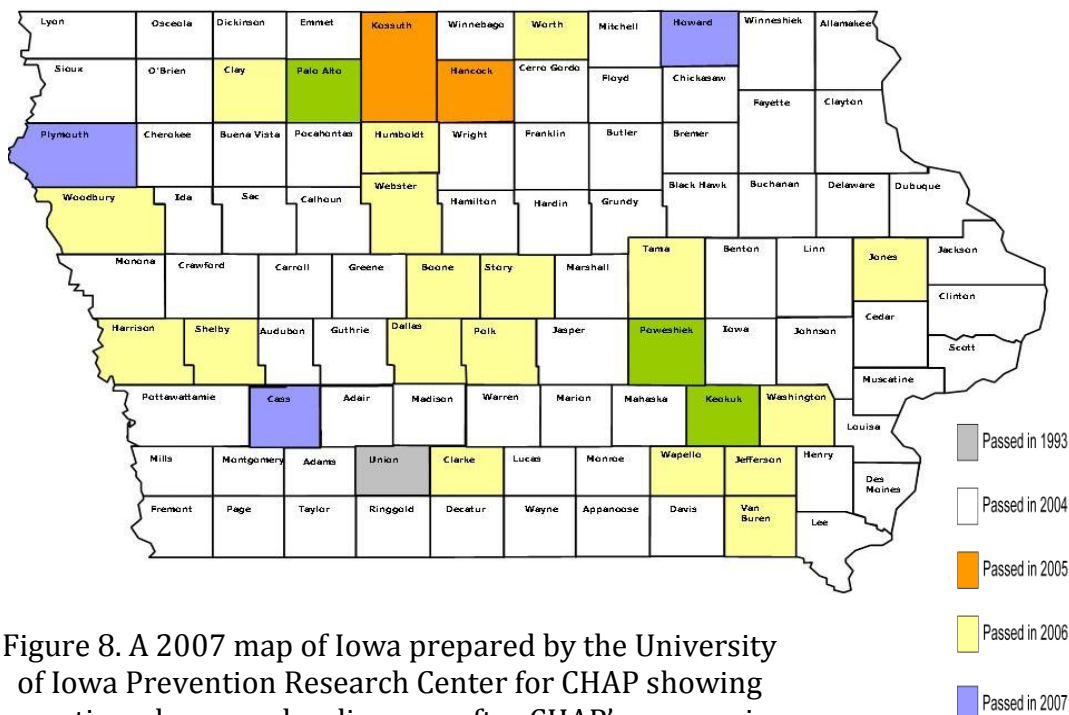 Lyon Osceola Dickinson Emmet Kossuth Winnebago Worth Mitchell Howard Winneshiek Allamakee
Sioux O'Brien Clay Palo Alto Hancock Cerro Gordo Floyd Chickasaw
Fayette Clayton
Plymouth Cherokee Buena Vista Pocahontas Humboldt Wright Franklin Butler Bremer
Woodbury Ida Sac Calhoun Webster Hamilton Hardin Grundy Black Hawk Buchanan Delaware Dubuque
Monona Crawford Carroll Greene Boone Story Marshall Tama Benton Linn Jones Jackson
Clinton
Harrison Shelby Audubon Guthrie Dallas Polk Jasper Poweshiek Iowa Johnson Cedar
Scott
Muscatine
Pottawattamie Cass Adair Madison Warren Marion Mahaska Keokuk Washington
Louisa
Mills Montgomery Adams Union Clarke Lucas Monroe Wapello Jefferson Henry
Des
Moines
Fremont Page Taylor Ringgold Decatur Wayne Appanoose Davis Van
Buren
Lee
Passed in 1993
Passed in 2004
Passed in 2005
Passed in 2006
Passed in 2007
Figure 8. A 2007 map of Iowa prepared by the University
of Iowa Prevention Research Center for CHAP showing